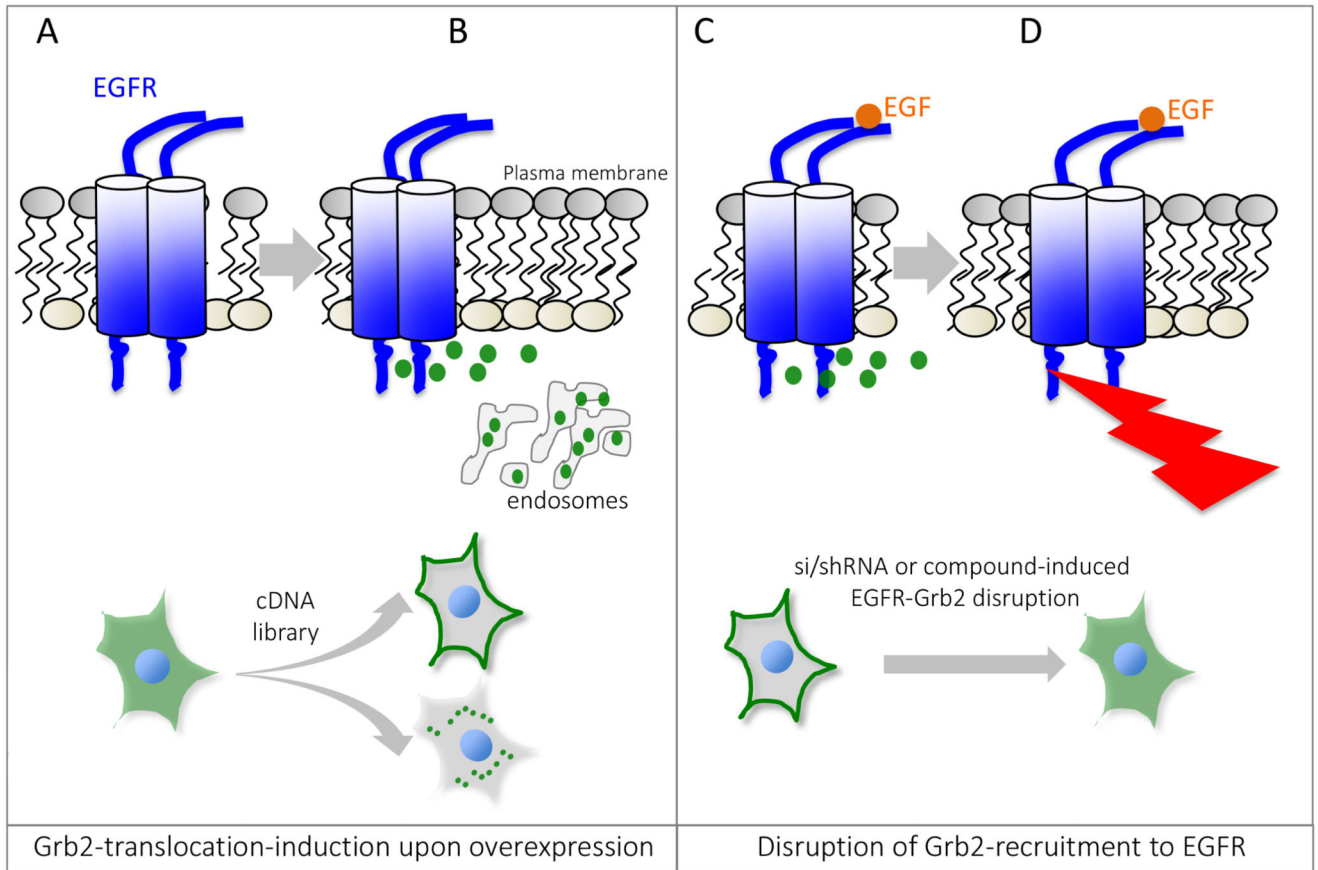 A
B
C
D
EGFR
EGF
EGF
Plasma membrane
endosomes
cDNA
library
si/shRNA or compound-induced
EGFR-Grb2 disruption
Grb2-translocation-induction upon overexpression
Disruption of Grb2-recruitment to EGFR